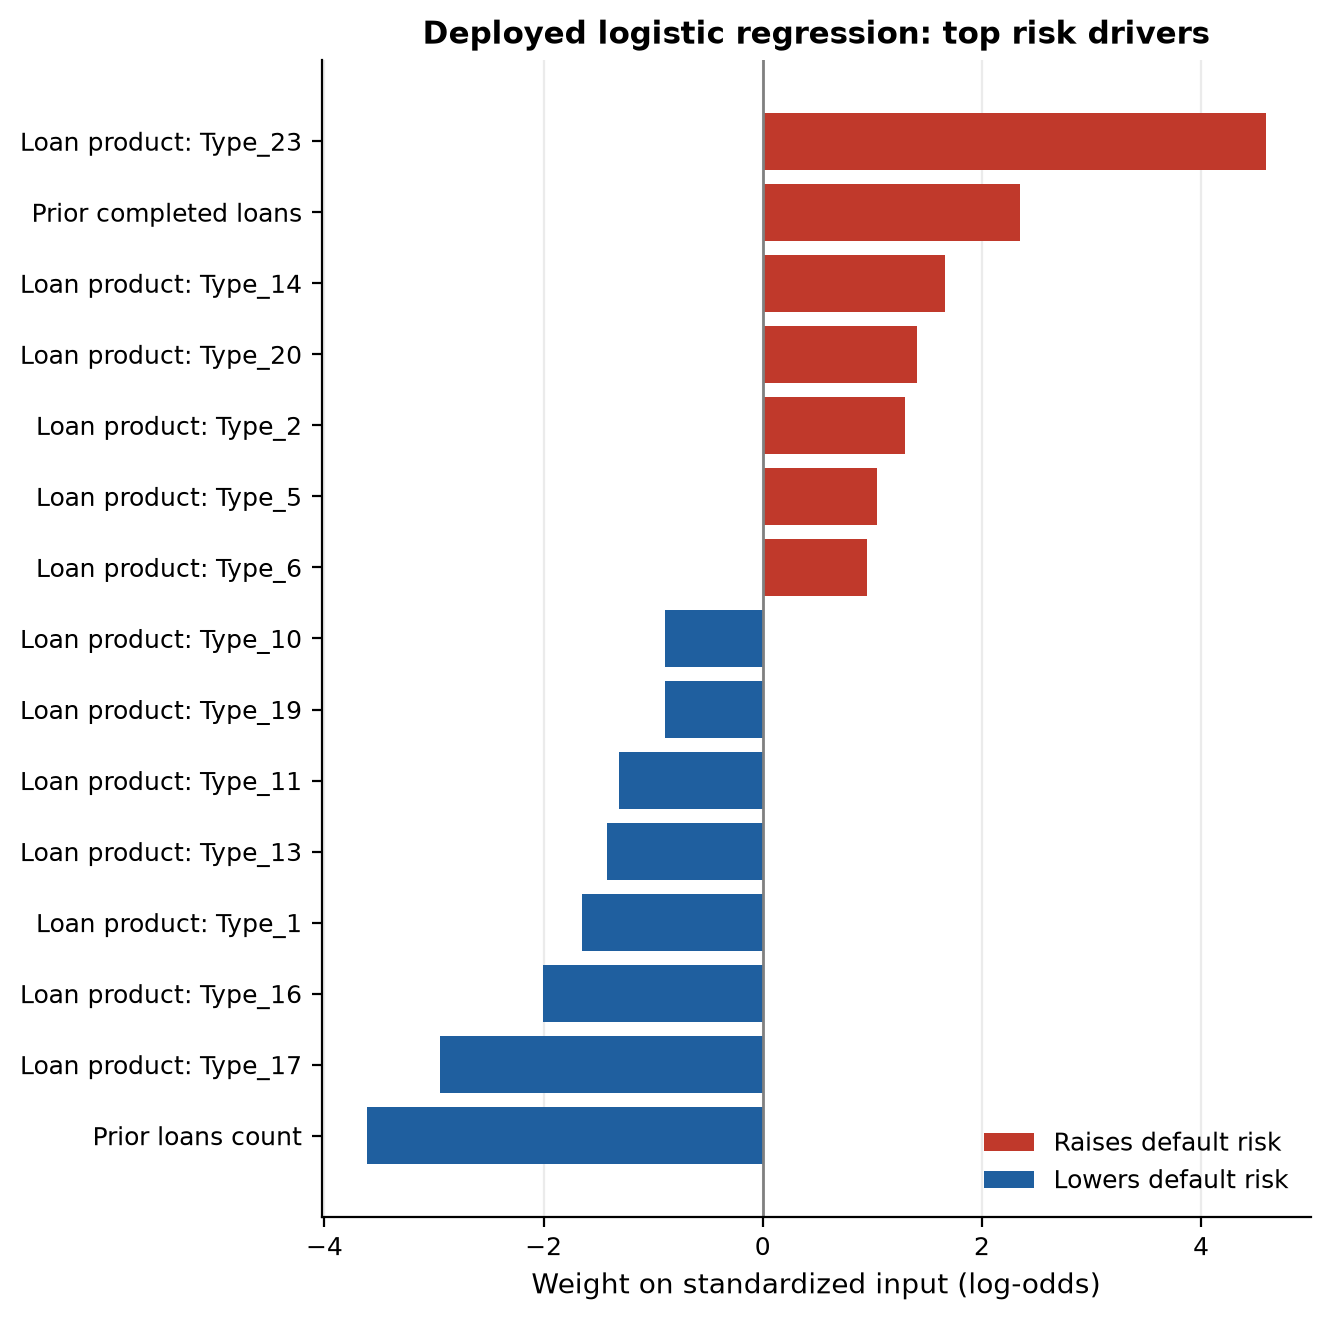 Deployed logistic regression: top risk drivers
Loan product: Type_23
Prior completed loans
Loan product: Type_14
Loan product: Type_20
Loan product: Type_2
Loan product: Type_5
Loan product: Type_6
Loan product: Type_10
Loan product: Type_19
Loan product: Type_11
Loan product: Type_13
Loan product: Type_1
Loan product: Type_16
Loan product: Type_17
Prior loans count
Raises default risk
Lowers default risk
−4 −2 0 2 4
Weight on standardized input (log-odds)